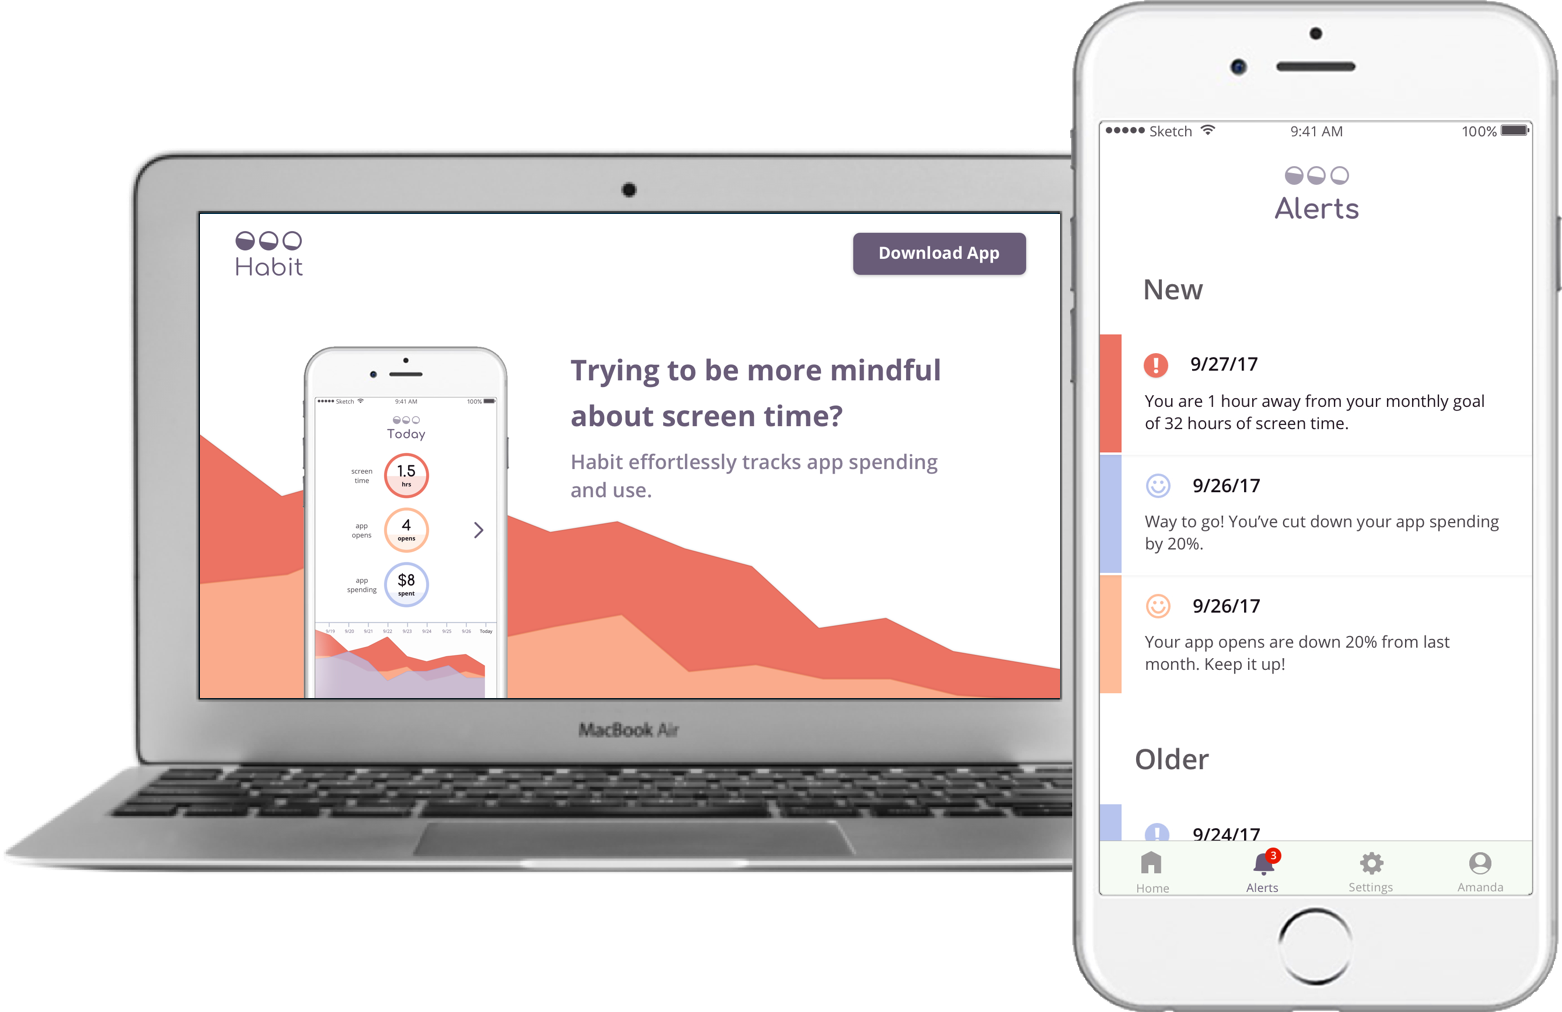 Habit
Download App
Trying to be more mindful
about screen time?
Habit effortlessly tracks app spending
and use.
Sketch 9:41 AM 100%
Today
screen
time
1.5
hrs
app
opens
4
opens
app
spending
$8
spent
9/19 9/20 9/21 9/22 9/23 9/24 9/25 9/26 Today
MacBook Air
Sketch 9:41 AM 100%
Alerts
New
9/27/17
You are 1 hour away from your monthly goal
of 32 hours of screen time.
9/26/17
Way to go! You’ve cut down your app spending
by 20%.
9/26/17
Your app opens are down 20% from last
month. Keep it up!
Older
9/24/17
3
Home Alerts Settings Amanda